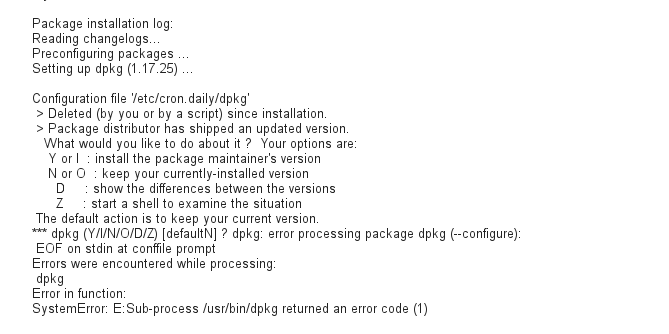 Package installation log:
Reading changelogs...
Preconfiguring packages ...
Setting up dpkg (1.17.25) ...
Configuration file '/etc/cron.daily/dpkg'
> Deleted (by you or by a script) since installation.
> Package distributor has shipped an updated version.
What would you like to do about it ? Your options are:
Y or I : install the package maintainer's version
N or O : keep your currently-installed version
D : show the differences between the versions
Z : start a shell to examine the situation
The default action is to keep your current version.
*** dpkg (Y/I/N/O/D/Z) [defaultN] ? dpkg: error processing package dpkg (--configure):
EOF on stdin at conffile prompt
Errors were encountered while processing:
dpkg
Error in function:
SystemError: E:Sub-process /usr/bin/dpkg returned an error code (1)